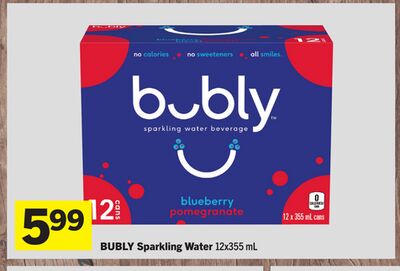 no calories • no sweeteners • all smiles.
bubly™
sparkling water beverage
blueberry
pomegranate
12 cans
12 x 355 mL cans
5.99
BUBLY Sparkling Water 12x355 mL